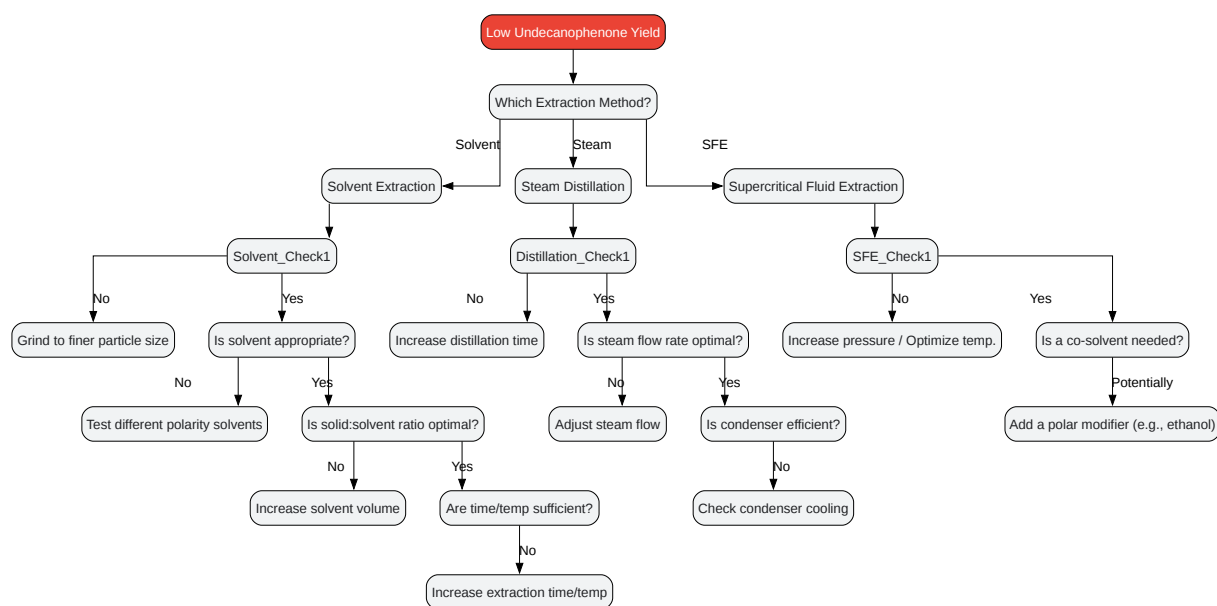 Low Undecanophenone Yield
Which Extraction Method?
Solvent
Steam
SFE
Solvent Extraction
Steam Distillation
Supercritical Fluid Extraction
Solvent_Check1
Distillation_Check1
SFE_Check1
No
Yes
No
Yes
No
Yes
Grind to finer particle size
Is solvent appropriate?
Increase distillation time
Is steam flow rate optimal?
Increase pressure / Optimize temp.
Is a co-solvent needed?
No
Yes
No
Yes
Potentially
Test different polarity solvents
Is solid:solvent ratio optimal?
Adjust steam flow
Is condenser efficient?
Add a polar modifier (e.g., ethanol)
No
Yes
No
Increase solvent volume
Are time/temp sufficient?
Check condenser cooling
No
Increase extraction time/temp